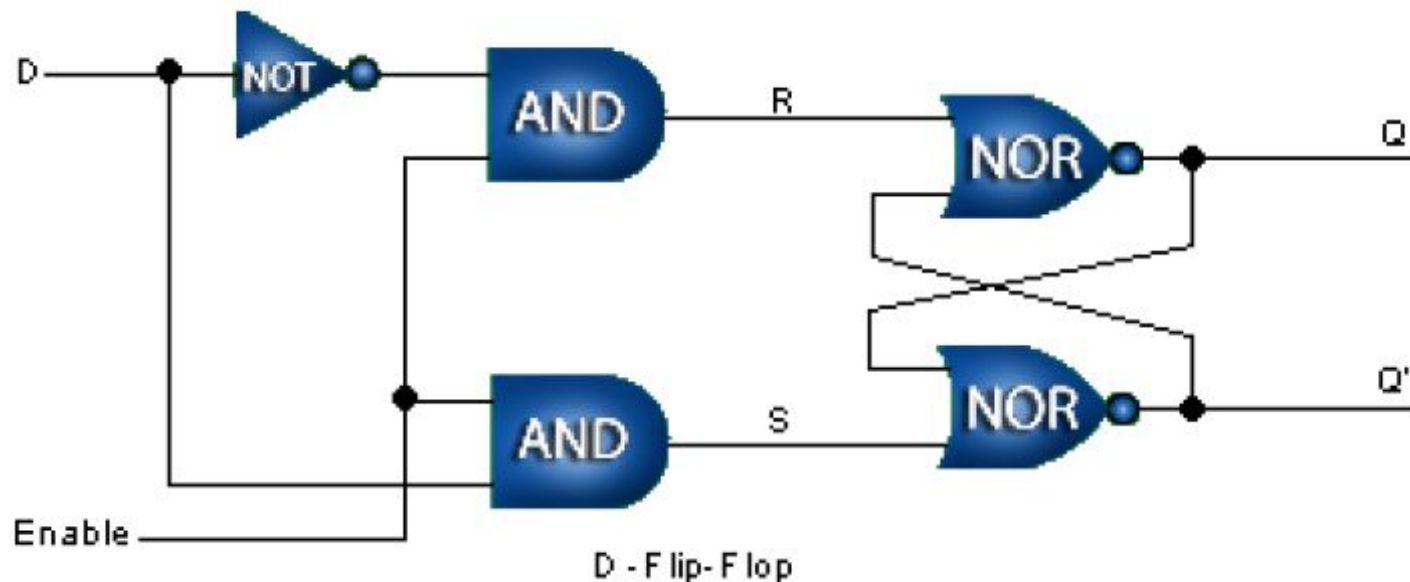 D
NOT
AND
R
NOR
Q
AND
S
NOR
Q'
Enable
D - Flip-Flop